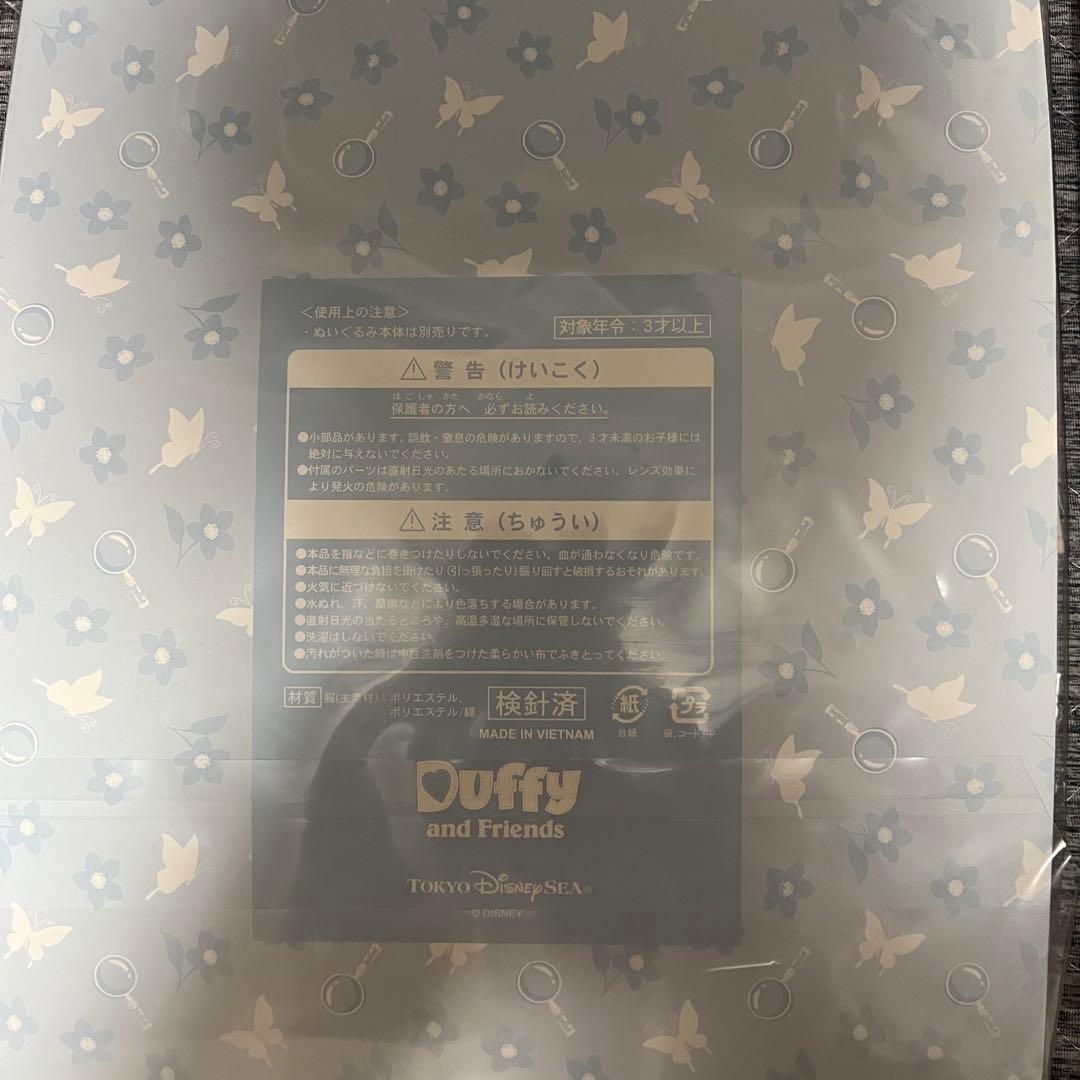 ＜使用上の注意＞
・ぬいぐるみ本体は別売りです。
対象年令：3才以上
⚠警告（けいこく）
ほごしゃ かた かなら よ
保護者の方へ 必ずお読みください。
●小部品があります。誤飲・窒息の危険がありますので、3才未満のお子様には
絶対に与えないでください。
●付属のパーツは直射日光のあたる場所におかないでください。レンズ効果に
より発火の危険があります。
⚠注意（ちゅうい）
●本品を指などに巻きつけたりしないでください。血が通わなくなり危険です。
●本品に無理な負担を掛けたり（引っ張ったり）振り回すと破損するおそれがあります。
●火気に近づけないでください。
●水ぬれ、汗、摩擦などにより色落ちする場合があります。
●直射日光の当たるところや、高温多湿な場所に保管しないでください。
●洗濯はしないでください。
●汚れがついた時は中性洗剤をつけた柔らかい布でふきとってください。
材質 服（主素材）：ポリエステル、
ポリエステル/綿
検針済
MADE IN VIETNAM
紙
台紙
プラ
袋、コート:PP
Duffy
and Friends
TOKYO DISNEYSEA®
© DISNEY